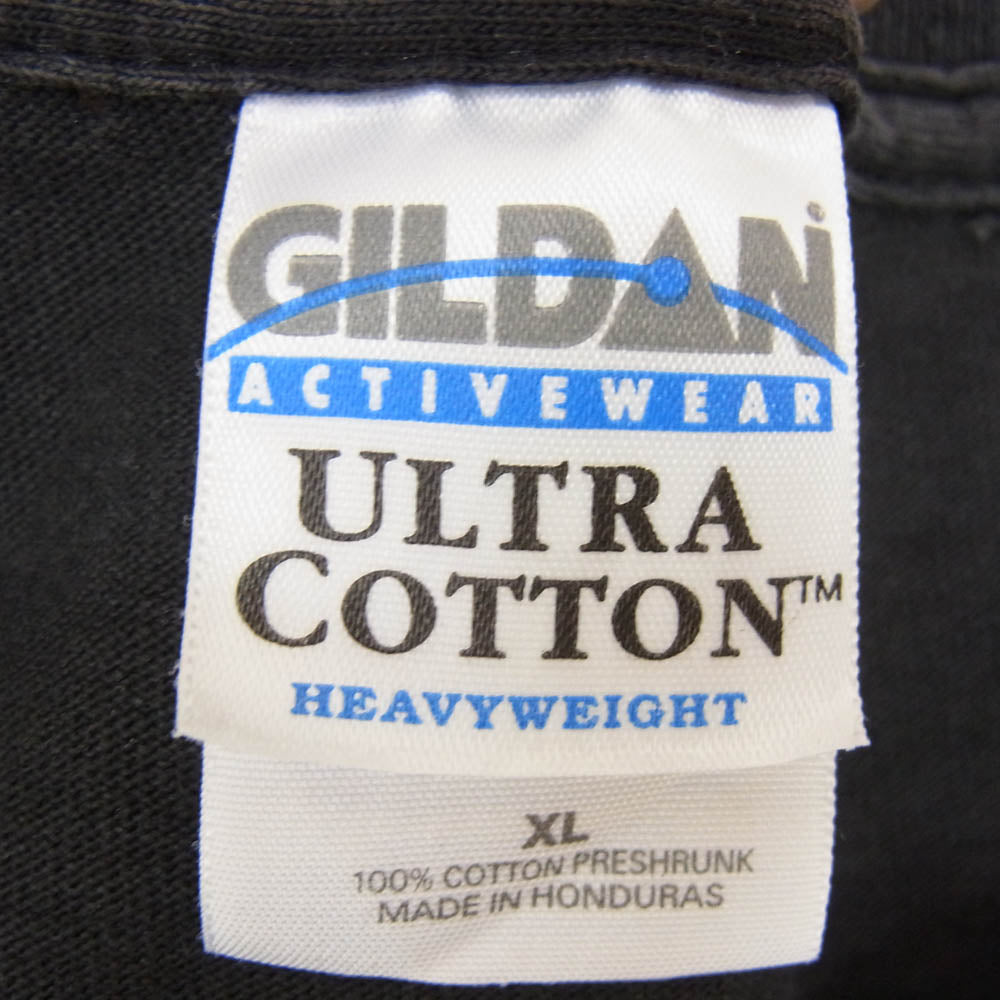 GILDAN®
ACTIVEWEAR
ULTRA
COTTON™
HEAVYWEIGHT
XL
100% COTTON PRESHRUNK
MADE IN HONDURAS